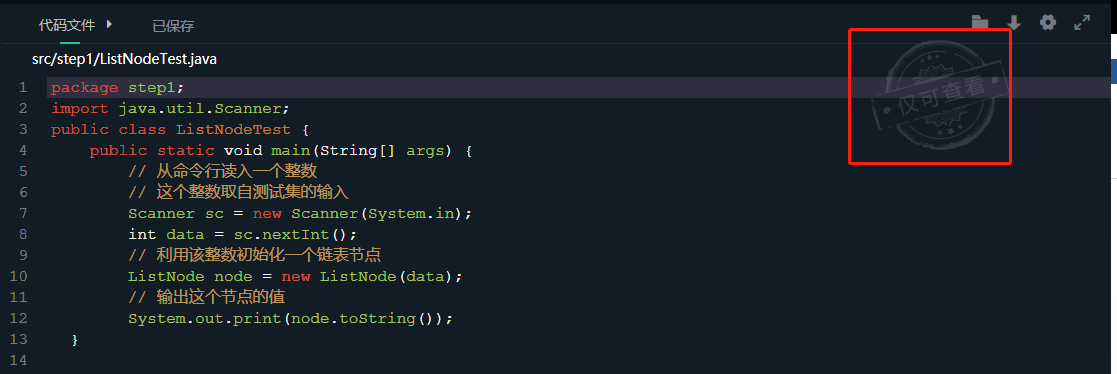 代码文件
已保存
src/step1/ListNodeTest.java
仅可查看
1 package step1;
2 import java.util.Scanner;
3 public class ListNodeTest {
4     public static void main(String[] args) {
5         // 从命令行读入一个整数
6         // 这个整数取自测试集的输入
7         Scanner sc = new Scanner(System.in);
8         int data = sc.nextInt();
9         // 利用该整数初始化一个链表节点
10         ListNode node = new ListNode(data);
11         // 输出这个节点的值
12         System.out.print(node.toString());
13   }
14